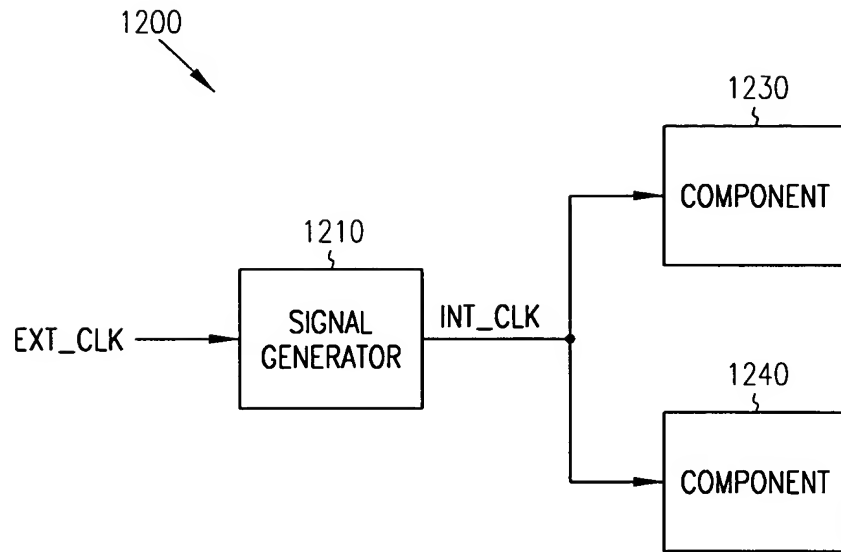 1200
1230
COMPONENT
1210
SIGNAL
GENERATOR
EXT_CLK
INT_CLK
1240
COMPONENT